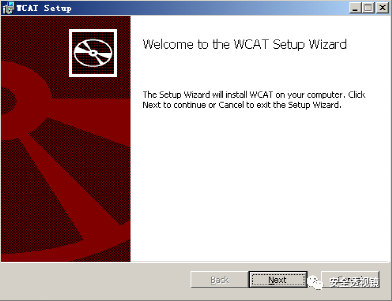 WCAT Setup
Welcome to the WCAT Setup Wizard
The Setup Wizard will install WCAT on your computer. Click
Next to continue or Cancel to exit the Setup Wizard.
Back
Next
安全透视镜